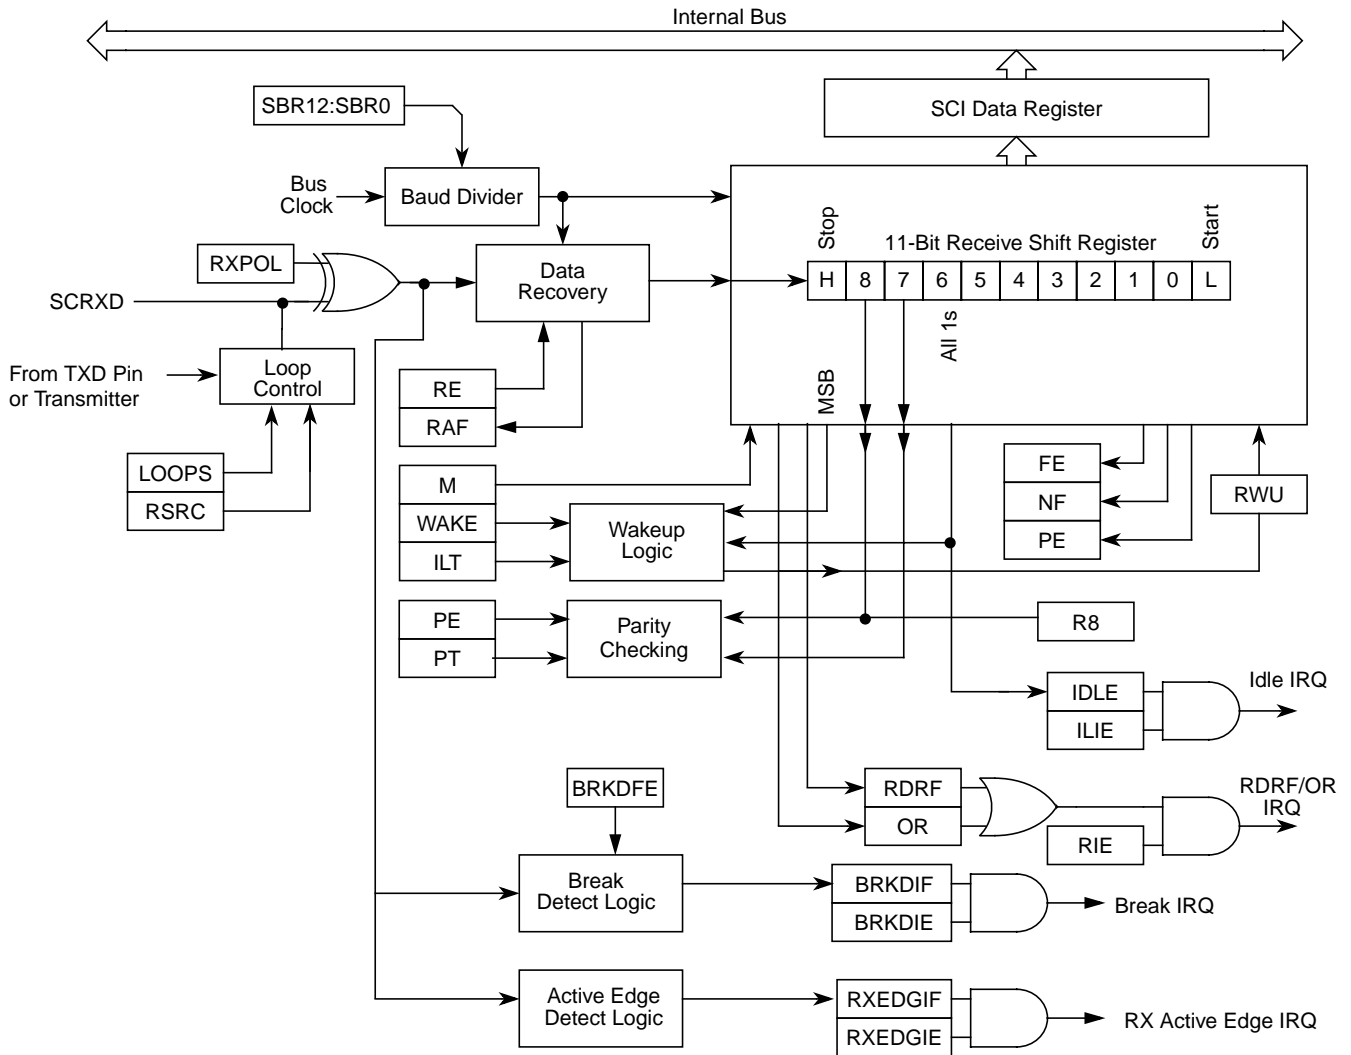 Internal Bus
SBR12:SBR0
SCI Data Register
Bus
Clock
Baud Divider
Stop
Start
11-Bit Receive Shift Register
RXPOL
Data
Recovery
H 8 7 6 5 4 3 2 1 0 L
SCRXD
All 1s
From TXD Pin
or Transmitter
Loop
Control
RE
RAF
MSB
LOOPS
RSRC
M
WAKE
ILT
Wakeup
Logic
FE
NF
PE
RWU
PE
PT
Parity
Checking
R8
IDLE
ILIE
Idle IRQ
BRKDFE
RDRF
OR
RIE
RDRF/OR
IRQ
Break
Detect Logic
BRKDIF
BRKDIE
Break IRQ
Active Edge
Detect Logic
RXEDGIF
RXEDGIE
RX Active Edge IRQ